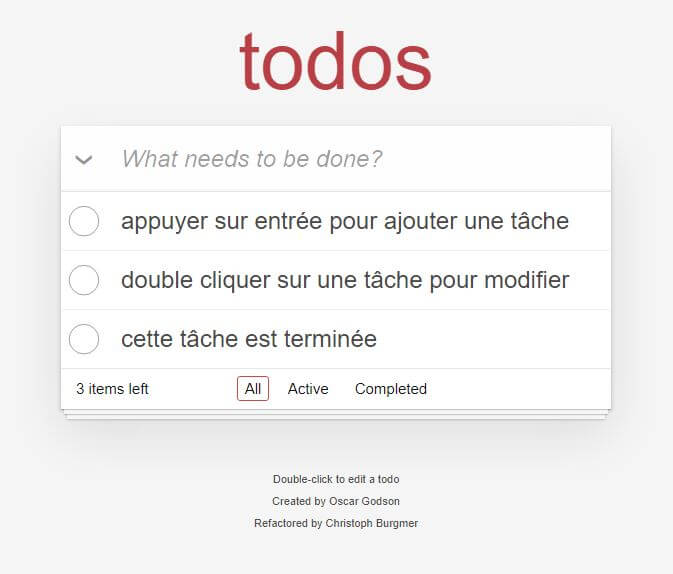 todos
What needs to be done?
appuyer sur entrée pour ajouter une tâche
double cliquer sur une tâche pour modifier
cette tâche est terminée
3 items left All Active Completed
Double-click to edit a todo
Created by Oscar Godson
Refactored by Christoph Burgmer